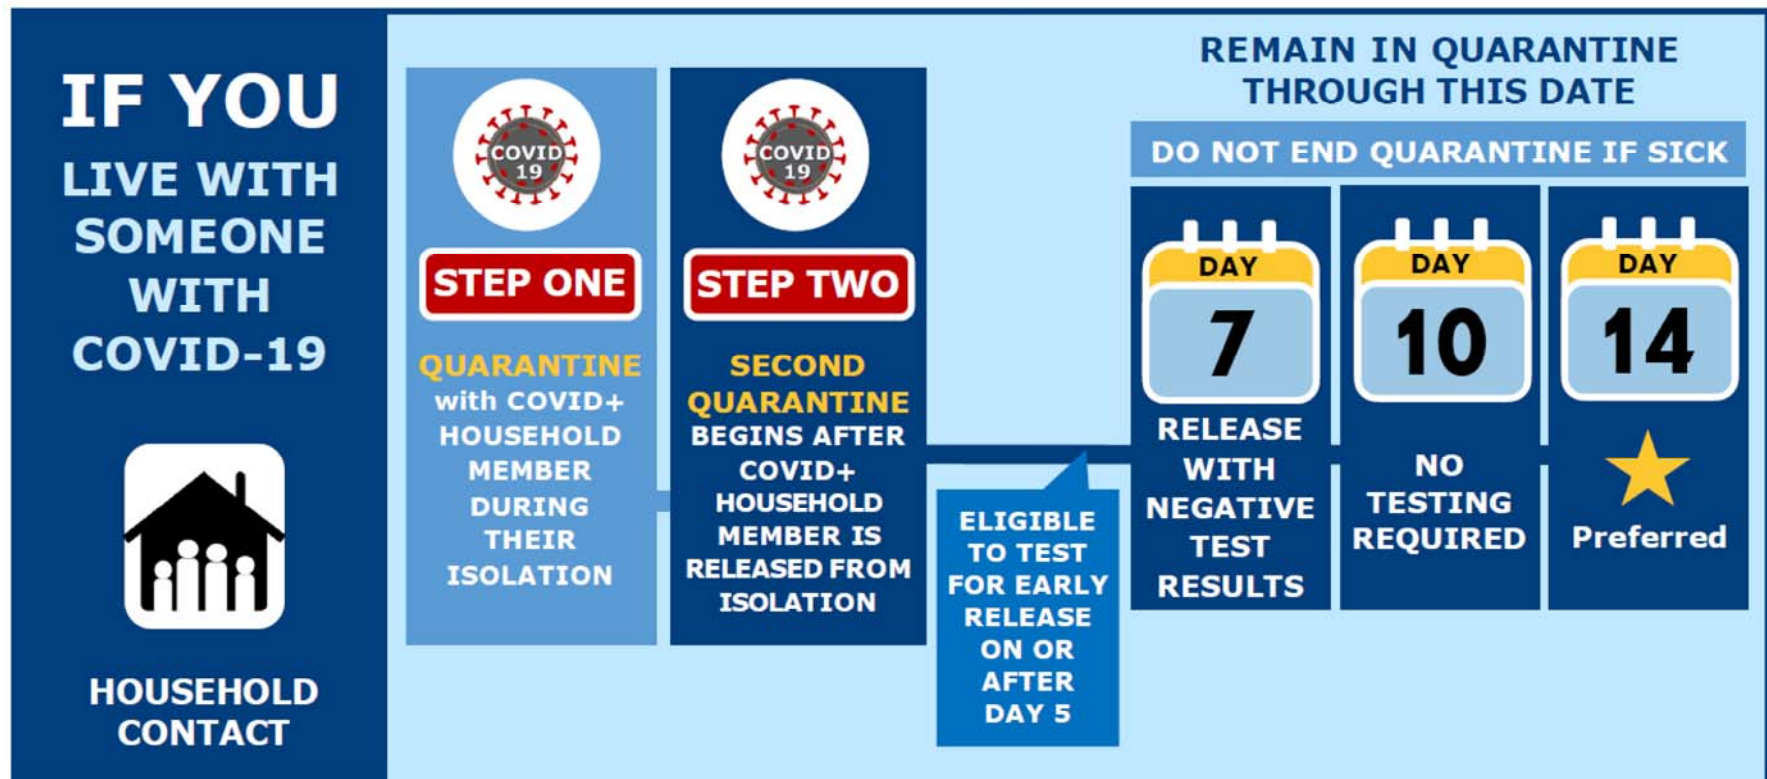 IF YOU
LIVE WITH
SOMEONE
WITH
COVID-19
HOUSEHOLD
CONTACT
COVID
19
STEP ONE
QUARANTINE
with COVID+
HOUSEHOLD
MEMBER
DURING
THEIR
ISOLATION
COVID
19
STEP TWO
SECOND
QUARANTINE
BEGINS AFTER
COVID+
HOUSEHOLD
MEMBER IS
RELEASED FROM
ISOLATION
ELIGIBLE
TO TEST
FOR EARLY
RELEASE
ON OR
AFTER
DAY 5
REMAIN IN QUARANTINE
THROUGH THIS DATE
DO NOT END QUARANTINE IF SICK
DAY
7
RELEASE
WITH
NEGATIVE
TEST
RESULTS
DAY
10
NO
TESTING
REQUIRED
DAY
14
Preferred